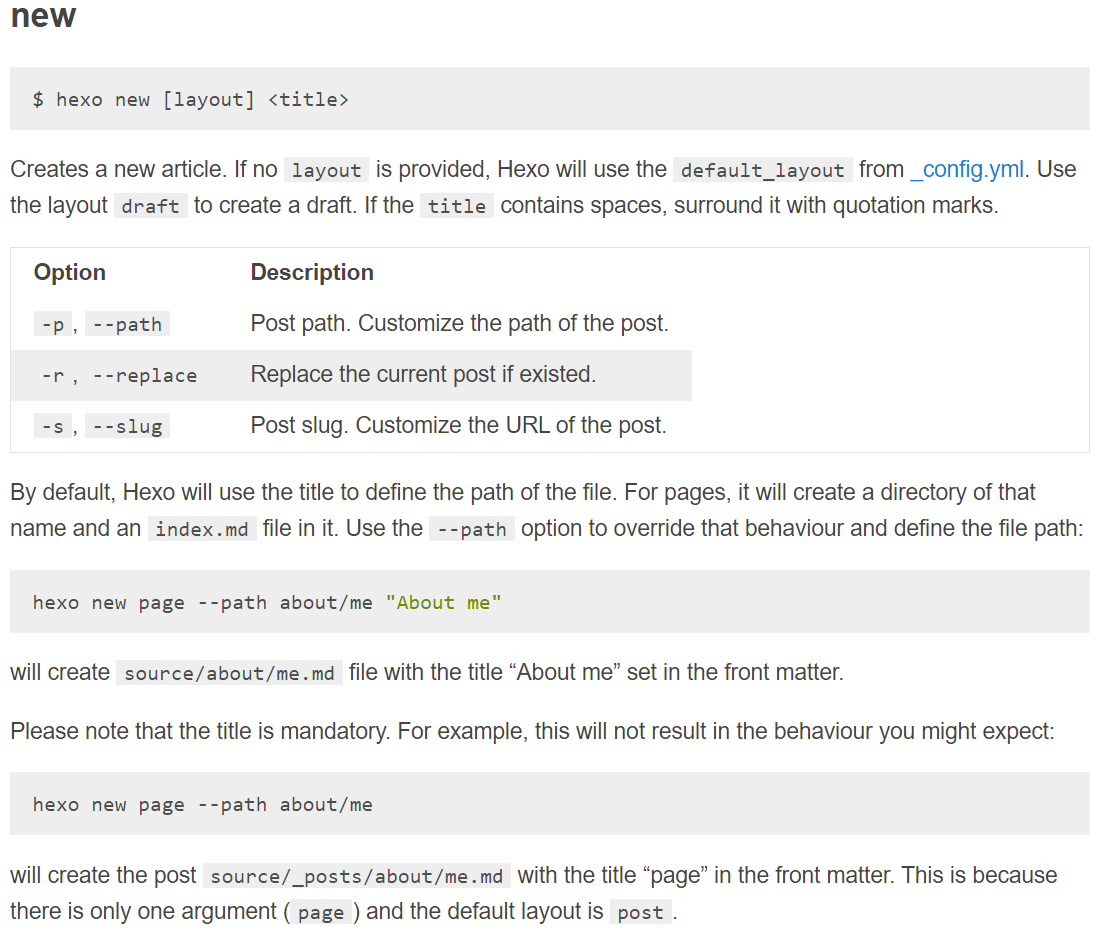 new
$ hexo new [layout] <title>
Creates a new article. If no layout is provided, Hexo will use the default_layout from _config.yml. Use
the layout draft to create a draft. If the title contains spaces, surround it with quotation marks.
Option Description
-p, --path Post path. Customize the path of the post.
-r, --replace Replace the current post if existed.
-s, --slug Post slug. Customize the URL of the post.
By default, Hexo will use the title to define the path of the file. For pages, it will create a directory of that
name and an index.md file in it. Use the --path option to override that behaviour and define the file path:
hexo new page --path about/me "About me"
will create source/about/me.md file with the title “About me” set in the front matter.
Please note that the title is mandatory. For example, this will not result in the behaviour you might expect:
hexo new page --path about/me
will create the post source/_posts/about/me.md with the title “page” in the front matter. This is because
there is only one argument (page) and the default layout is post.